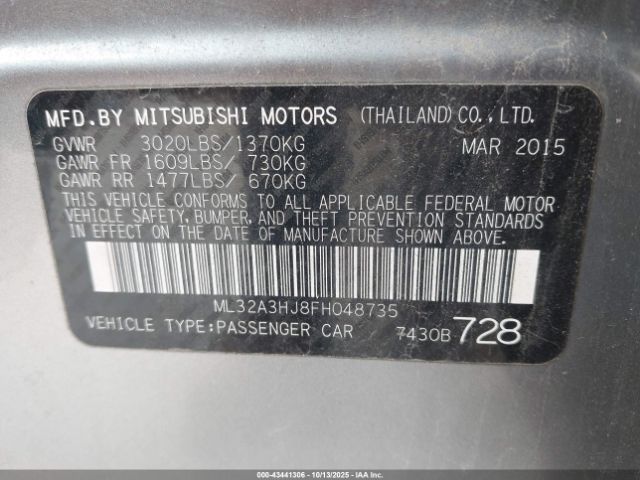 MFD.BY MITSUBISHI MOTORS (THAILAND)CO.,LTD.
GVWR 3020LBS/1370KG MAR 2015
GAWR FR 1609LBS/ 730KG
GAWR RR 1477LBS/ 670KG
THIS VEHICLE CONFORMS TO ALL APPLICABLE FEDERAL MOTOR
VEHICLE SAFETY, BUMPER, AND THEFT PREVENTION STANDARDS
IN EFFECT ON THE DATE OF MANUFACTURE SHOWN ABOVE.
ML32A3HJ8FH048735
VEHICLE TYPE:PASSENGER CAR 7430B 728
000-43441306 - 10/13/2025 - IAAI.COM